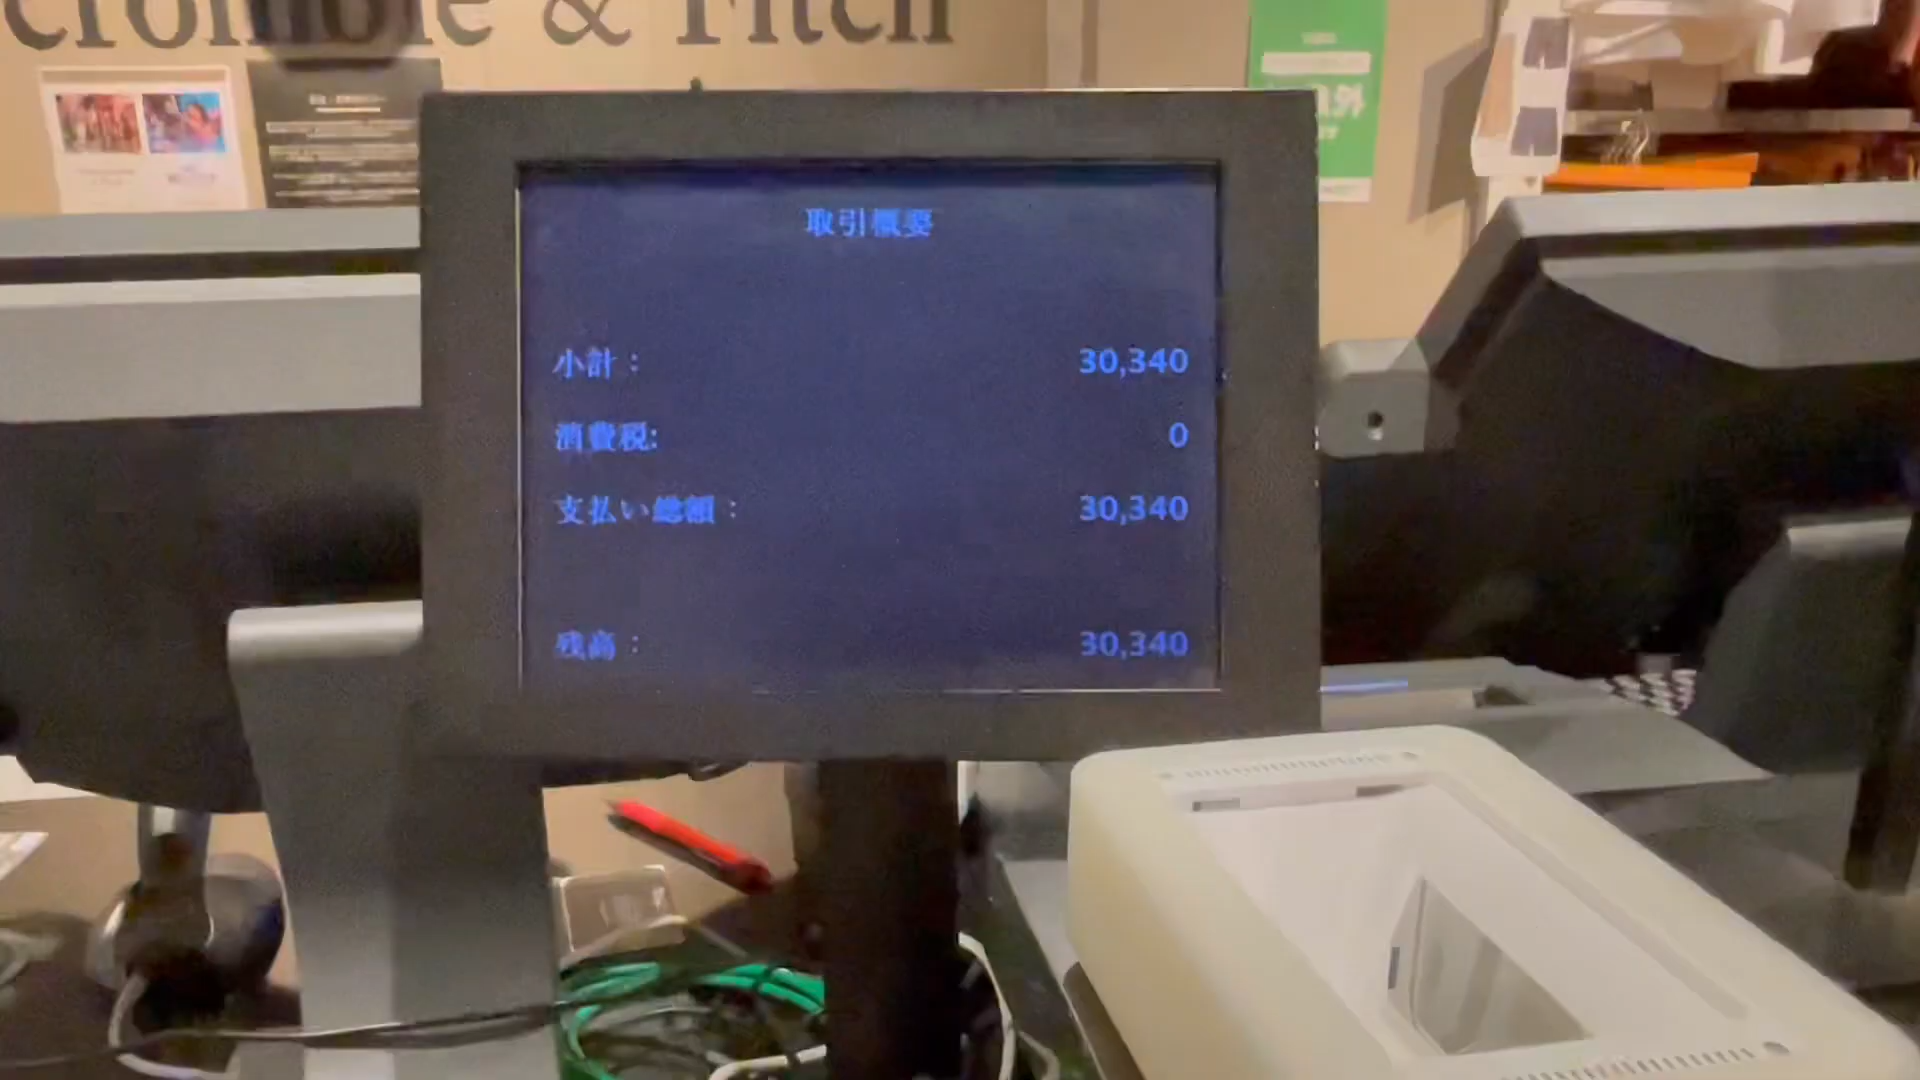 & Fitch
取引概要
小計： 30,340
消費税: 0
支払い総額： 30,340
残高： 30,340